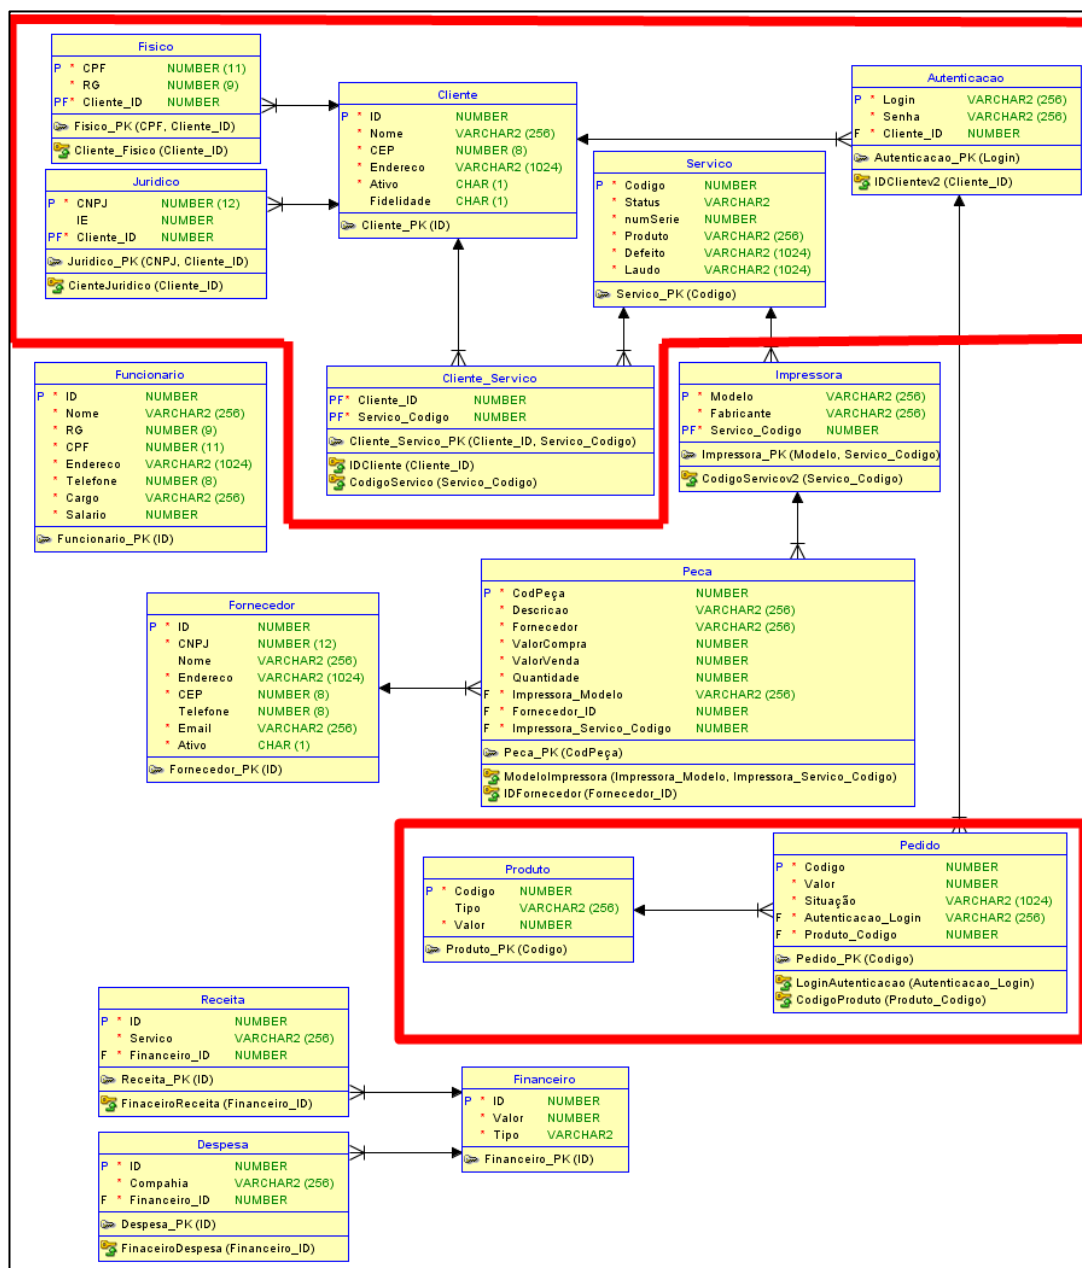 Fisico
P * CPF NUMBER (11)
* RG NUMBER (9)
PF* Cliente_ID NUMBER
Fisico_PK (CPF, Cliente_ID)
Cliente_Fisico (Cliente_ID)
Juridico
P * CNPJ NUMBER (12)
IE NUMBER
PF* Cliente_ID NUMBER
Juridico_PK (CNPJ, Cliente_ID)
CienteJuridico (Cliente_ID)
Cliente
P * ID NUMBER
* Nome VARCHAR2 (256)
* CEP NUMBER (8)
* Endereco VARCHAR2 (1024)
* Ativo CHAR (1)
Fidelidade CHAR (1)
Cliente_PK (ID)
Servico
P * Codigo NUMBER
* Status VARCHAR2
* numSerie NUMBER
* Produto VARCHAR2 (256)
* Defeito VARCHAR2 (1024)
* Laudo VARCHAR2 (1024)
Servico_PK (Codigo)
Autenticacao
P * Login VARCHAR2 (256)
* Senha VARCHAR2 (256)
F * Cliente_ID NUMBER
Autenticacao_PK (Login)
IDClientev2 (Cliente_ID)
Funcionario
P * ID NUMBER
* Nome VARCHAR2 (256)
* RG NUMBER (9)
* CPF NUMBER (11)
* Endereco VARCHAR2 (1024)
* Telefone NUMBER (8)
* Cargo VARCHAR2 (256)
* Salario NUMBER
Funcionario_PK (ID)
Cliente_Servico
PF* Cliente_ID NUMBER
PF* Servico_Codigo NUMBER
Cliente_Servico_PK (Cliente_ID, Servico_Codigo)
IDCliente (Cliente_ID)
CodigoServico (Servico_Codigo)
Impressora
P * Modelo VARCHAR2 (256)
* Fabricante VARCHAR2 (256)
PF* Servico_Codigo NUMBER
Impressora_PK (Modelo, Servico_Codigo)
CodigoServicov2 (Servico_Codigo)
Fornecedor
P * ID NUMBER
* CNPJ NUMBER (12)
Nome VARCHAR2 (256)
* Endereco VARCHAR2 (1024)
* CEP NUMBER (8)
Telefone NUMBER (8)
* Email VARCHAR2 (256)
* Ativo CHAR (1)
Fornecedor_PK (ID)
Peca
P * CodPeça NUMBER
* Descricao VARCHAR2 (256)
* Fornecedor VARCHAR2 (256)
* ValorCompra NUMBER
* ValorVenda NUMBER
* Quantidade NUMBER
F * Impressora_Modelo VARCHAR2 (256)
F * Fornecedor_ID NUMBER
F * Impressora_Servico_Codigo NUMBER
Peca_PK (CodPeça)
ModeloImpressora (Impressora_Modelo, Impressora_Servico_Codigo)
IDFornecedor (Fornecedor_ID)
Produto
P * Codigo NUMBER
Tipo VARCHAR2 (256)
* Valor NUMBER
Produto_PK (Codigo)
Pedido
P * Codigo NUMBER
* Valor NUMBER
* Situação VARCHAR2 (1024)
F * Autenticacao_Login VARCHAR2 (256)
F * Produto_Codigo NUMBER
Pedido_PK (Codigo)
LoginAutenticacao (Autenticacao_Login)
CodigoProduto (Produto_Codigo)
Receita
P * ID NUMBER
* Servico VARCHAR2 (256)
F * Financeiro_ID NUMBER
Receita_PK (ID)
FinaceiroReceita (Financeiro_ID)
Financeiro
P * ID NUMBER
* Valor NUMBER
* Tipo VARCHAR2
Financeiro_PK (ID)
Despesa
P * ID NUMBER
* Compahia VARCHAR2 (256)
F * Financeiro_ID NUMBER
Despesa_PK (ID)
FinaceiroDespesa (Financeiro_ID)